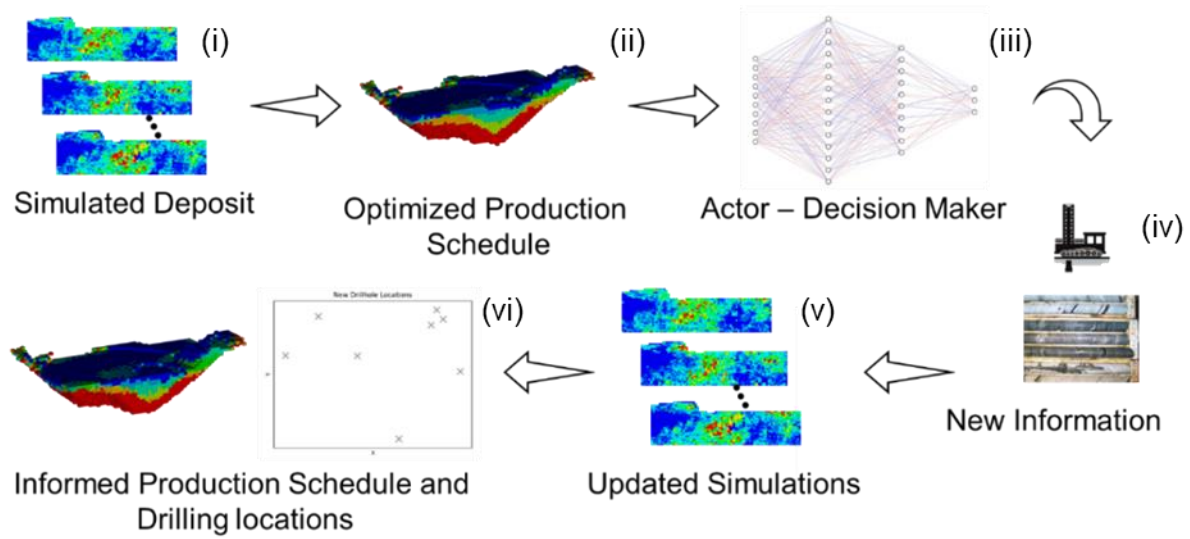 (i)
(ii)
(iii)
Simulated Deposit
Optimized Production
Schedule
Actor – Decision Maker
(iv)
New Information
(v)
Updated Simulations
(vi)
New Drillhole Locations
X
Informed Production Schedule and
Drilling locations